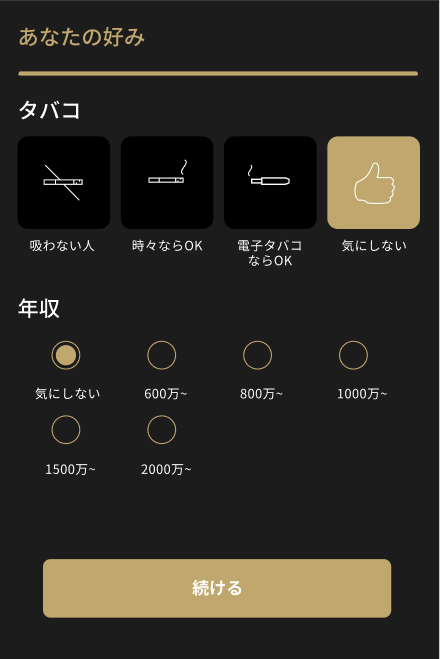 あなたの好み
タバコ
吸わない人
時々ならOK
電子タバコ
ならOK
気にしない
年収
気にしない
600万~
800万~
1000万~
1500万~
2000万~
続ける